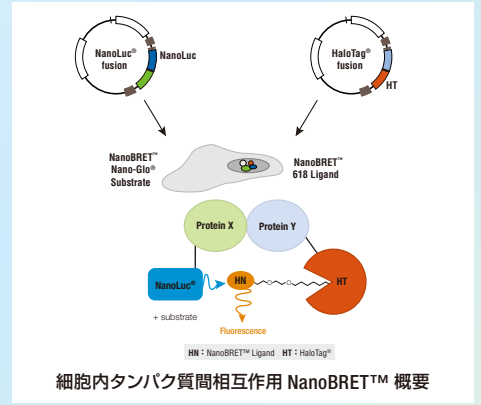 NanoLuc®
fusion
NanoLuc
HaloTag®
fusion
HT
NanoBRET™
Nano-Glo®
Substrate
NanoBRET™
618 Ligand
Protein X
Protein Y
NanoLuc®
HN
O
O
HT
+ substrate
Fluorescence
HN：NanoBRET™ Ligand HT：HaloTag®
細胞内タンパク質間相互作用 NanoBRET™ 概要